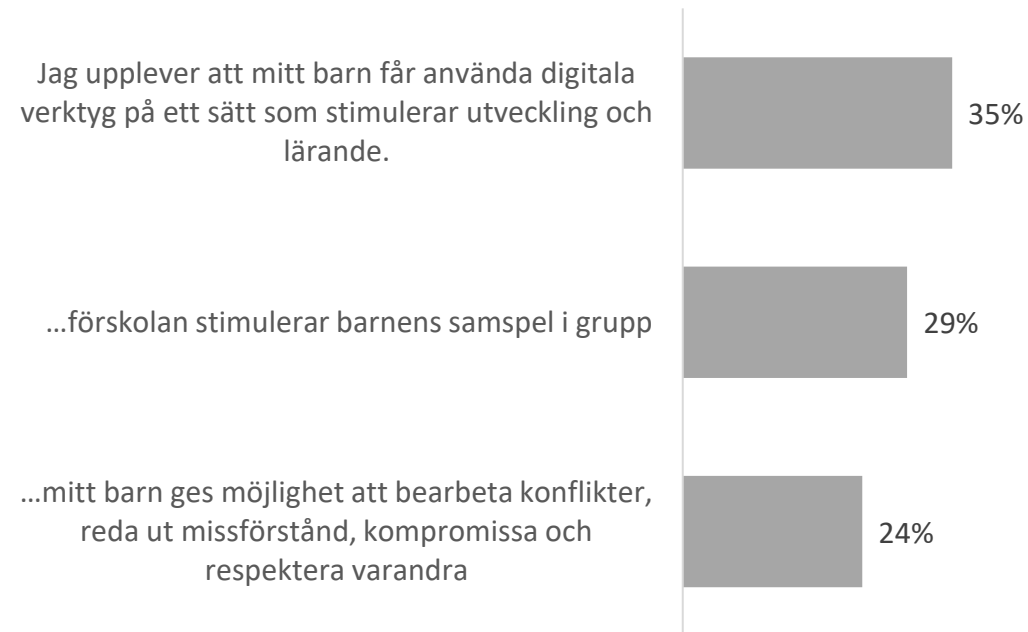 Jag upplever att mitt barn får använda digitala
verktyg på ett sätt som stimulerar utveckling och
lärande.
35%
...förskolan stimulerar barnens samspel i grupp
29%
...mitt barn ges möjlighet att bearbeta konflikter,
reda ut missförstånd, kompromissa och
respektera varandra
24%